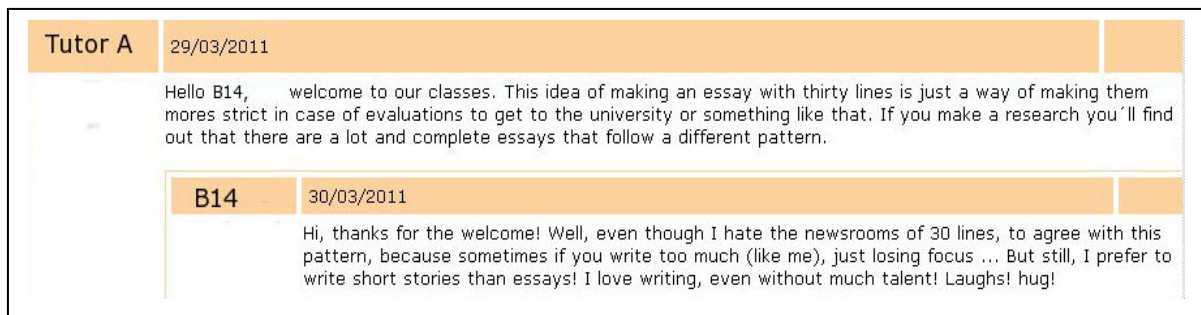 Tutor A 29/03/2011
Hello B14, welcome to our classes. This idea of making an essay with thirty lines is just a way of making them
mores strict in case of evaluations to get to the university or something like that. If you make a research you´ll find
out that there are a lot and complete essays that follow a different pattern.
B14 30/03/2011
Hi, thanks for the welcome! Well, even though I hate the newsrooms of 30 lines, to agree with this
pattern, because sometimes if you write too much (like me), just losing focus ... But still, I prefer to
write short stories than essays! I love writing, even without much talent! Laughs! hug!